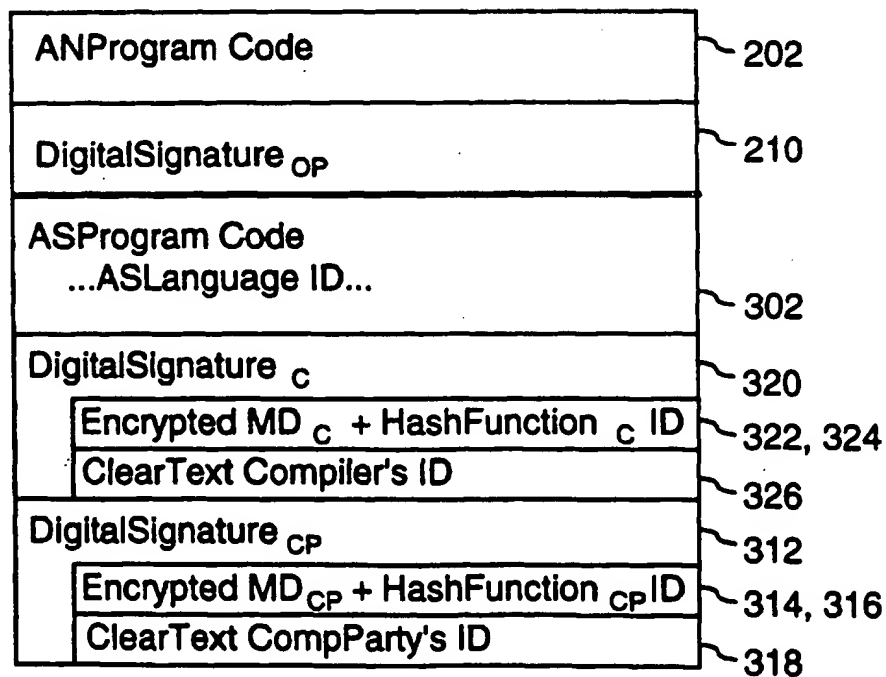 ANProgram Code 202
DigitalSignature OP 210
ASProgram Code
...ASLanguage ID... 302
DigitalSignature C 320
Encrypted MD C + HashFunction C ID 322, 324
ClearText Compiler's ID 326
DigitalSignature CP 312
Encrypted MD CP + HashFunction CP ID 314, 316
ClearText CompParty's ID 318